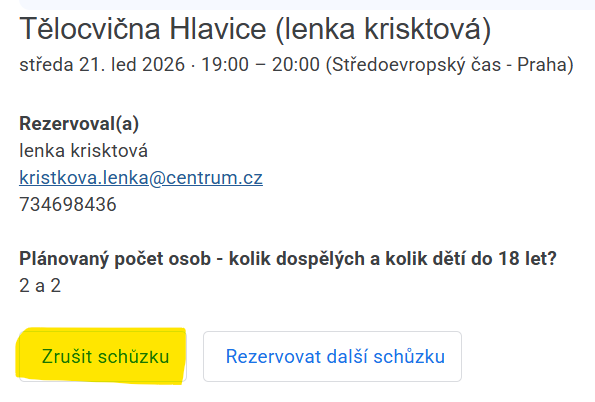 Tělocvična Hlavice (lenka krisktová)
středa 21. led 2026 · 19:00 – 20:00 (Středoevropský čas - Praha)
Rezervoval(a)
lenka krisktová
kristkova.lenka@centrum.cz
734698436
Plánovaný počet osob - kolik dospělých a kolik dětí do 18 let?
2 a 2
Zrušit schůzku
Rezervovat další schůzku